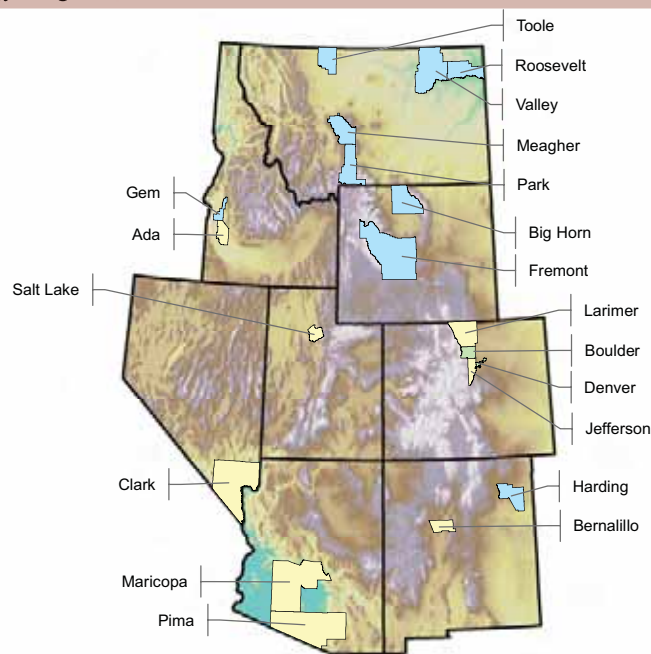 Toole
Roosevelt
Valley
Meagher
Park
Gem
Ada
Big Horn
Fremont
Salt Lake
Larimer
Boulder
Denver
Jefferson
Clark
Harding
Bernalillo
Maricopa
Pima